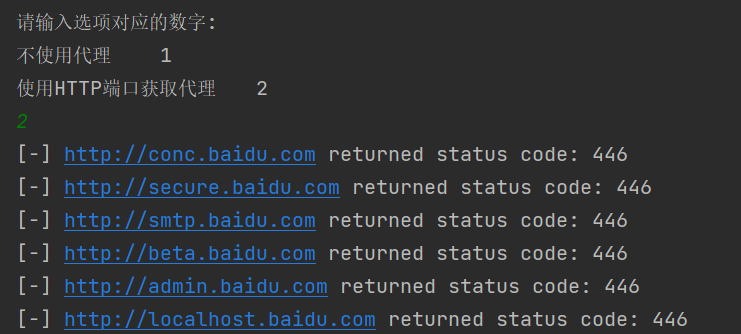 请输入选项对应的数字:
不使用代理    1
使用HTTP端口获取代理    2
2
[-] http://conc.baidu.com returned status code: 446
[-] http://secure.baidu.com returned status code: 446
[-] http://smtp.baidu.com returned status code: 446
[-] http://beta.baidu.com returned status code: 446
[-] http://admin.baidu.com returned status code: 446
[-] http://localhost.baidu.com returned status code: 446